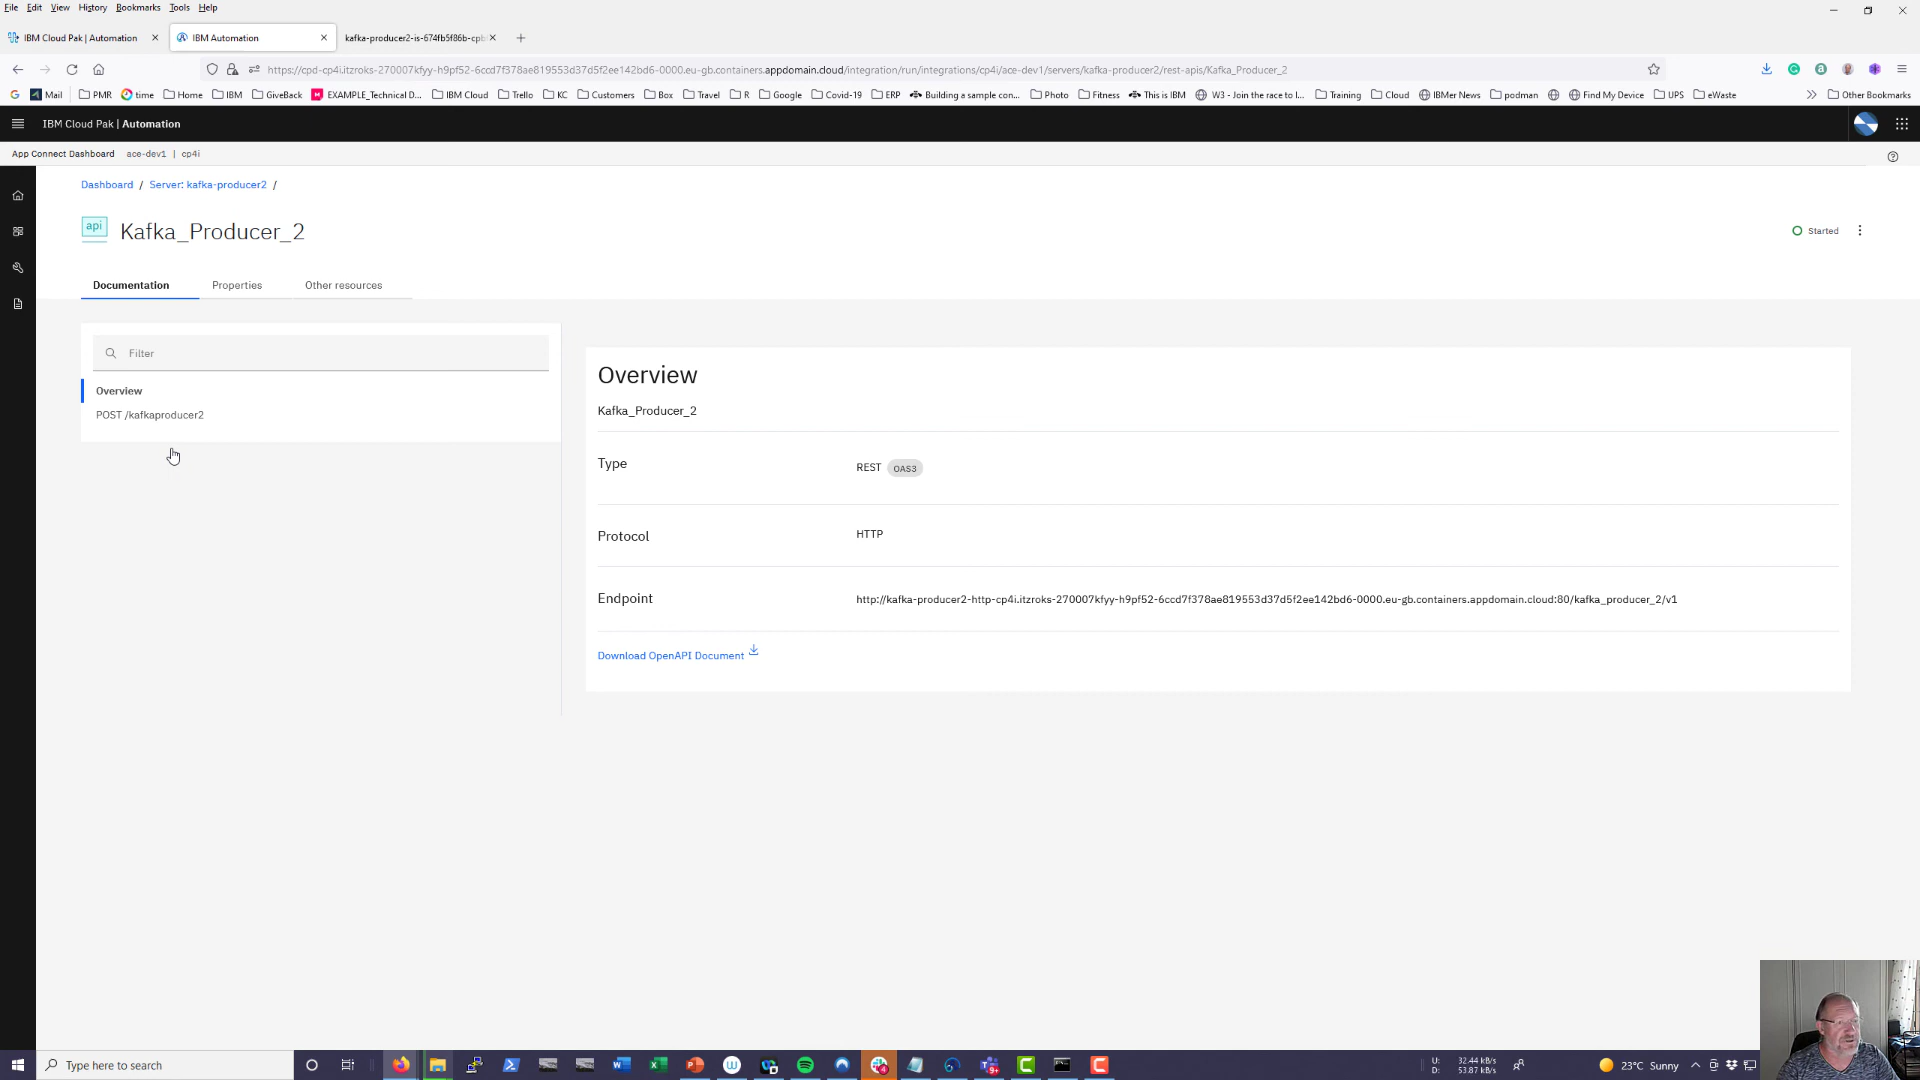 File Edit View History Bookmarks Tools Help
IBM Cloud Pak | Automation IBM Automation kafka-producer2-is-674fb5f86b-cpb
https://cpd-cp4i.itzroks-270007kfyy-h9pf52-6ccd7f378ae819553d37d5f2ee142bd6-0000.eu-gb.containers.appdomain.cloud/integration/run/integrations/cp4i/ace-dev1/servers/kafka-producer2/rest-apis/Kafka_Producer_2
Mail PMR time Home IBM GiveBack EXAMPLE_Technical D... IBM Cloud Trello KC Customers Box Travel R Google Covid-19 ERP Building a sample con... Photo Fitness This is IBM W3 - Join the race to I... Training Cloud IBMer News podman Find My Device UPS eWaste Other Bookmarks
IBM Cloud Pak | Automation
App Connect Dashboard ace-dev1 | cp4i
Dashboard / Server: kafka-producer2 /
api Kafka_Producer_2 Started
Documentation Properties Other resources
Filter
Overview
POST /kafkaproducer2
Overview
Kafka_Producer_2
Type REST OAS3
Protocol HTTP
Endpoint http://kafka-producer2-http-cp4i.itzroks-270007kfyy-h9pf52-6ccd7f378ae819553d37d5f2ee142bd6-0000.eu-gb.containers.appdomain.cloud:80/kafka_producer_2/v1
Download OpenAPI Document
Type here to search
U: 32.44 kB/s
D: 53.87 kB/s
23°C Sunny